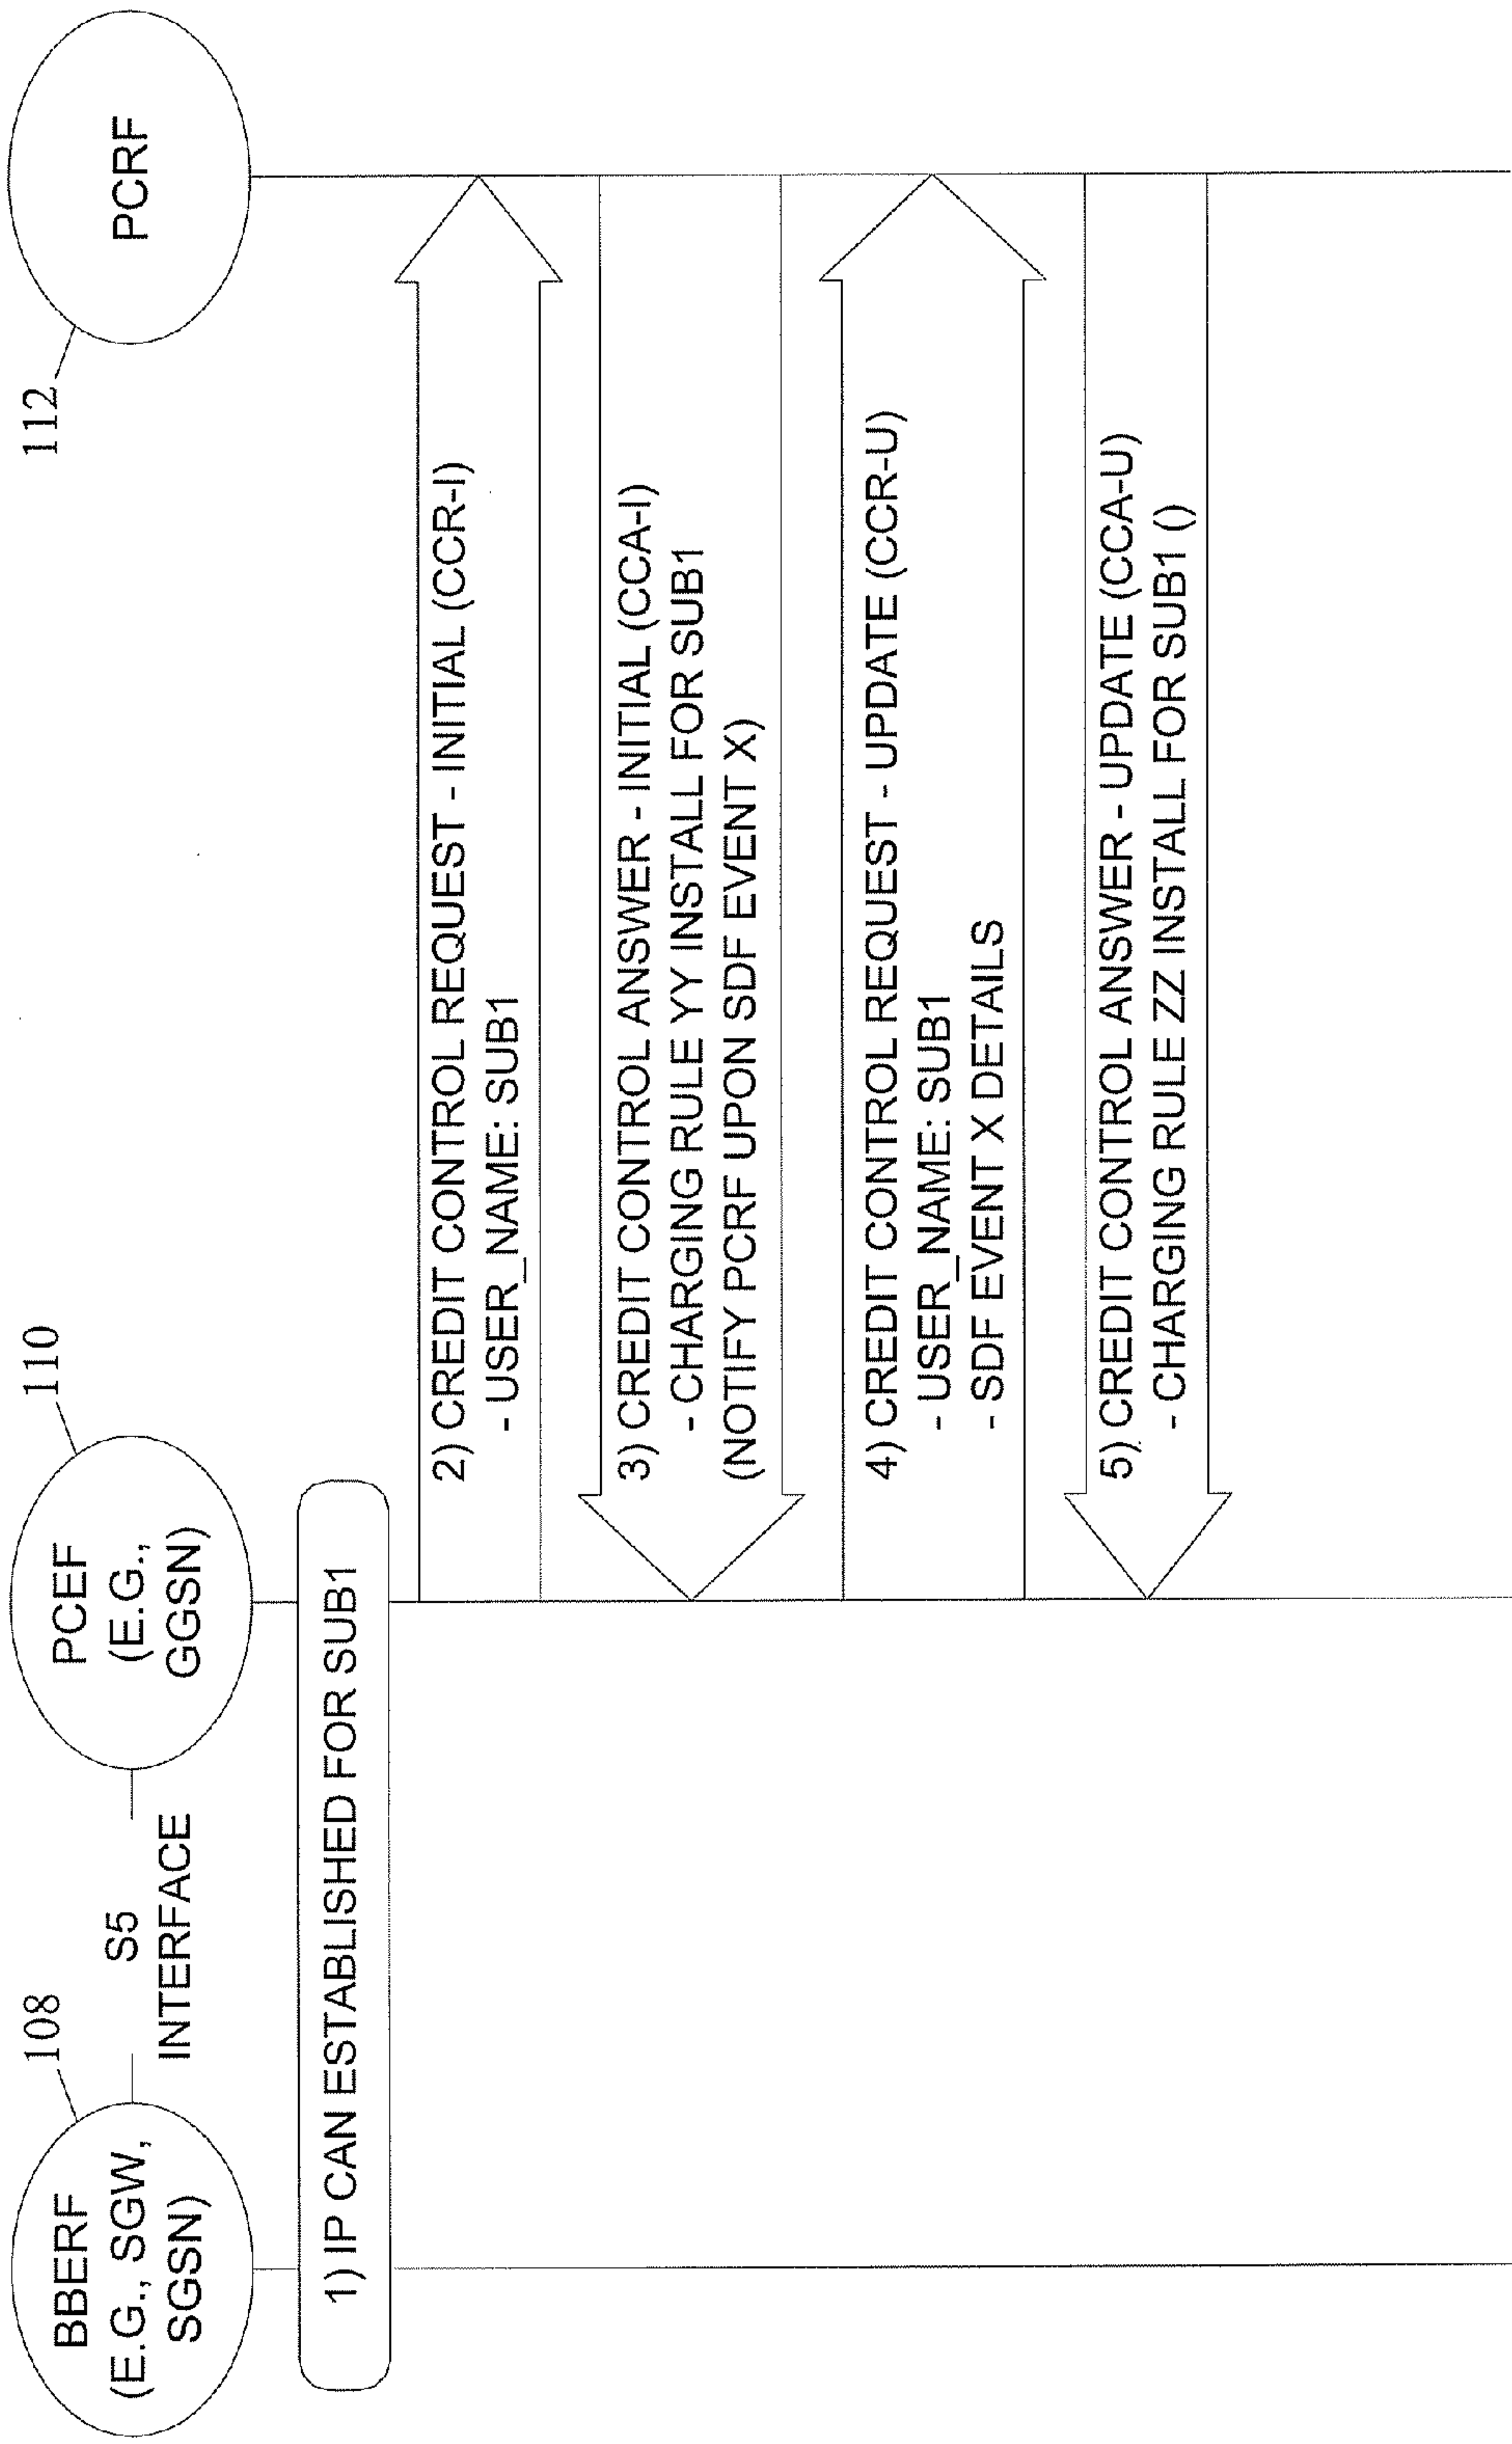 108
110
112
BBERF
(E.G., SGW,
SGSN)
S5
INTERFACE
PCEF
(E.G.,
GGSN)
PCRF
1) IP CAN ESTABLISHED FOR SUB1
2) CREDIT CONTROL REQUEST - INITIAL (CCR-I)
- USER_NAME: SUB1
3) CREDIT CONTROL ANSWER - INITIAL (CCA-I)
- CHARGING RULE YY INSTALL FOR SUB1
(NOTIFY PCRF UPON SDF EVENT X)
4) CREDIT CONTROL REQUEST - UPDATE (CCR-U)
- USER_NAME: SUB1
- SDF EVENT X DETAILS
5) CREDIT CONTROL ANSWER - UPDATE (CCA-U)
- CHARGING RULE ZZ INSTALL FOR SUB1 ()